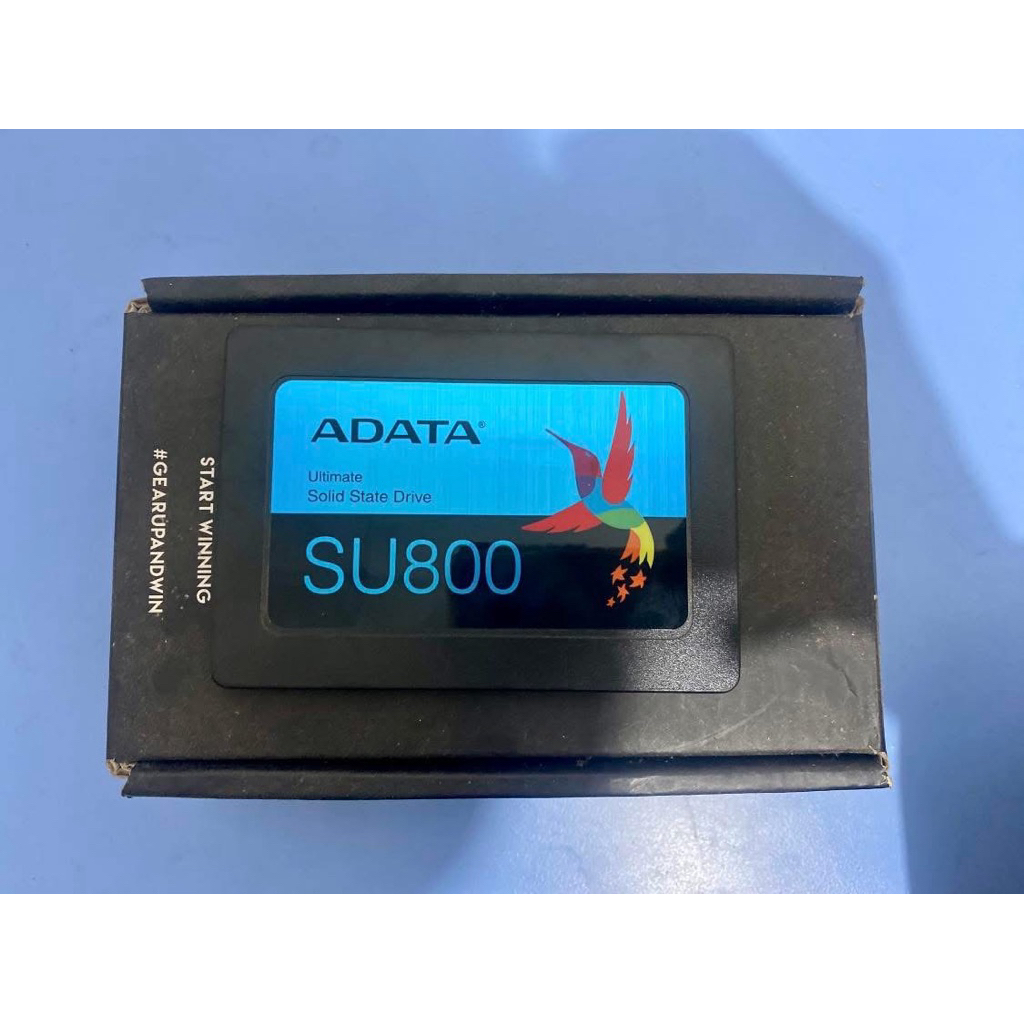 ADATA®
Ultimate
Solid State Drive
SU800
START WINNING
#GEARUPANDWIN